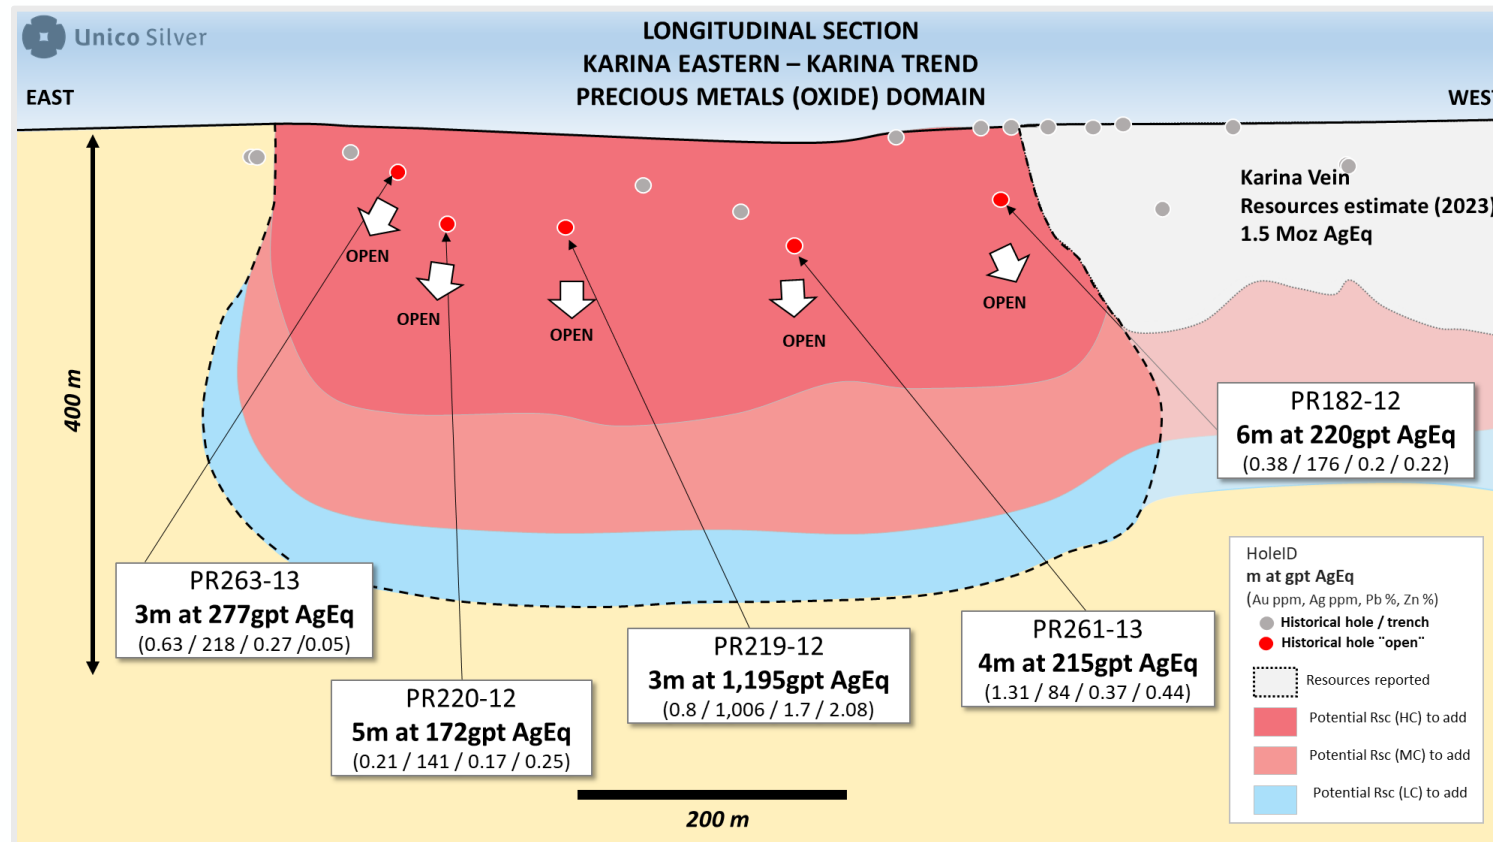 Unico Silver
LONGITUDINAL SECTION
KARINA EASTERN – KARINA TREND
PRECIOUS METALS (OXIDE) DOMAIN
EAST
WEST
Karina Vein
Resources estimate (2023)
1.5 Moz AgEq
OPEN
OPEN
OPEN
OPEN
OPEN
400 m
PR182-12
6m at 220gpt AgEq
(0.38 / 176 / 0.2 / 0.22)
PR263-13
3m at 277gpt AgEq
(0.63 / 218 / 0.27 /0.05)
PR220-12
5m at 172gpt AgEq
(0.21 / 141 / 0.17 / 0.25)
PR219-12
3m at 1,195gpt AgEq
(0.8 / 1,006 / 1.7 / 2.08)
PR261-13
4m at 215gpt AgEq
(1.31 / 84 / 0.37 / 0.44)
200 m
HoleID
m at gpt AgEq
(Au ppm, Ag ppm, Pb %, Zn %)
Historical hole / trench
Historical hole ¨open¨
Resources reported
Potential Rsc (HC) to add
Potential Rsc (MC) to add
Potential Rsc (LC) to add